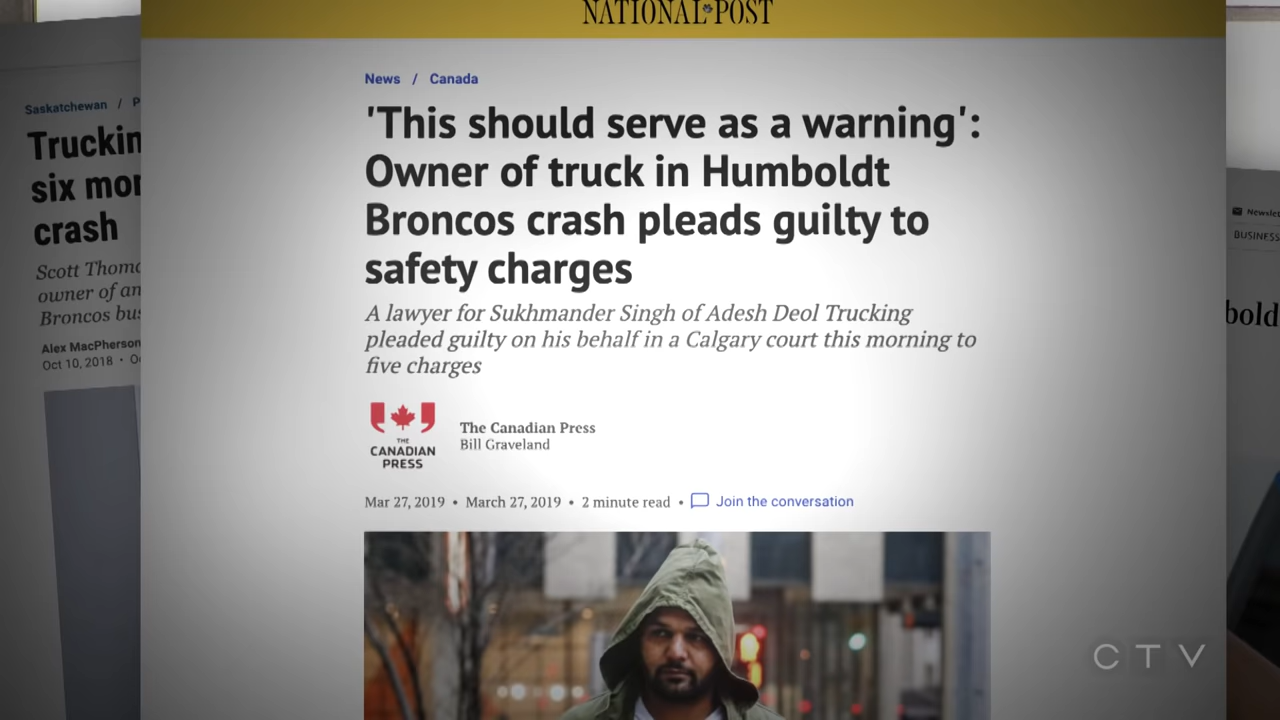 NATIONAL POST
News / Canada
'This should serve as a warning':
Owner of truck in Humboldt
Broncos crash pleads guilty to
safety charges
A lawyer for Sukhmander Singh of Adesh Deol Trucking
pleaded guilty on his behalf in a Calgary court this morning to
five charges
THE
CANADIAN
PRESS
The Canadian Press
Bill Graveland
Mar 27, 2019 • March 27, 2019 • 2 minute read • Join the conversation
Saskatchewan / P
Truckin
six mor
crash
Scott Thomo
owner of an
Broncos bus
Alex MacPherson
Oct 10, 2018 •
Newslet
BUSINESS
bold
CTV